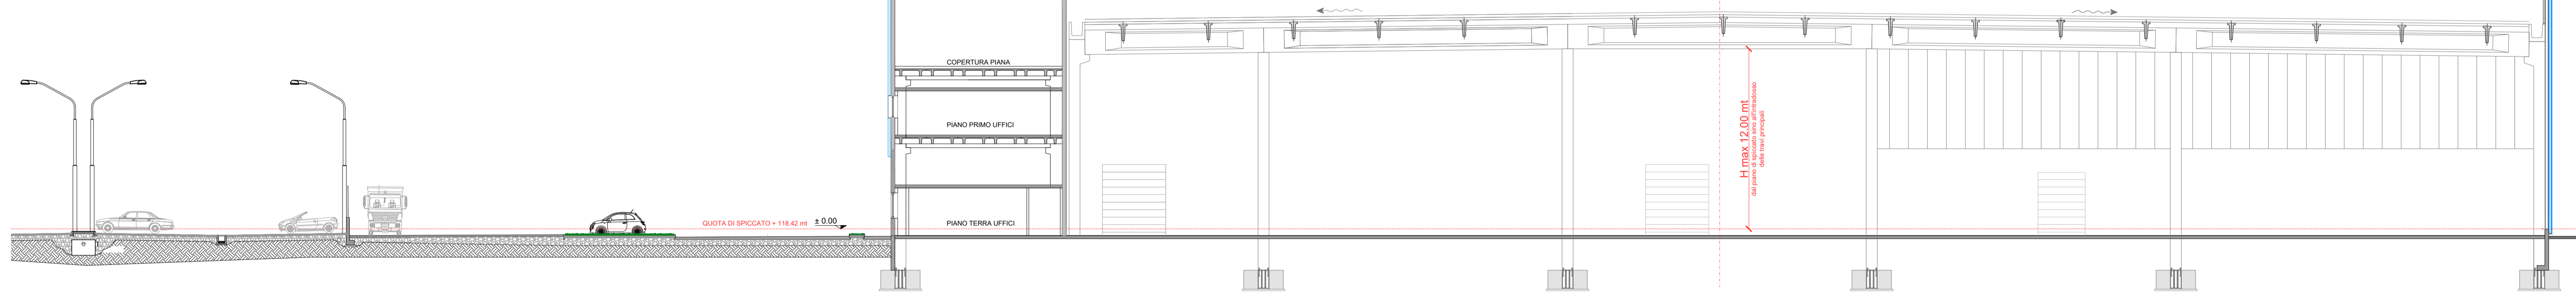 COPERTURA PIANA
PIANO PRIMO UFFICI
QUOTA DI SPICCATO + 118.42 mt
± 0.00
PIANO TERRA UFFICI
H max 12.00 mt
dal piano di spiccato sino all'intradosso
delle travi principali